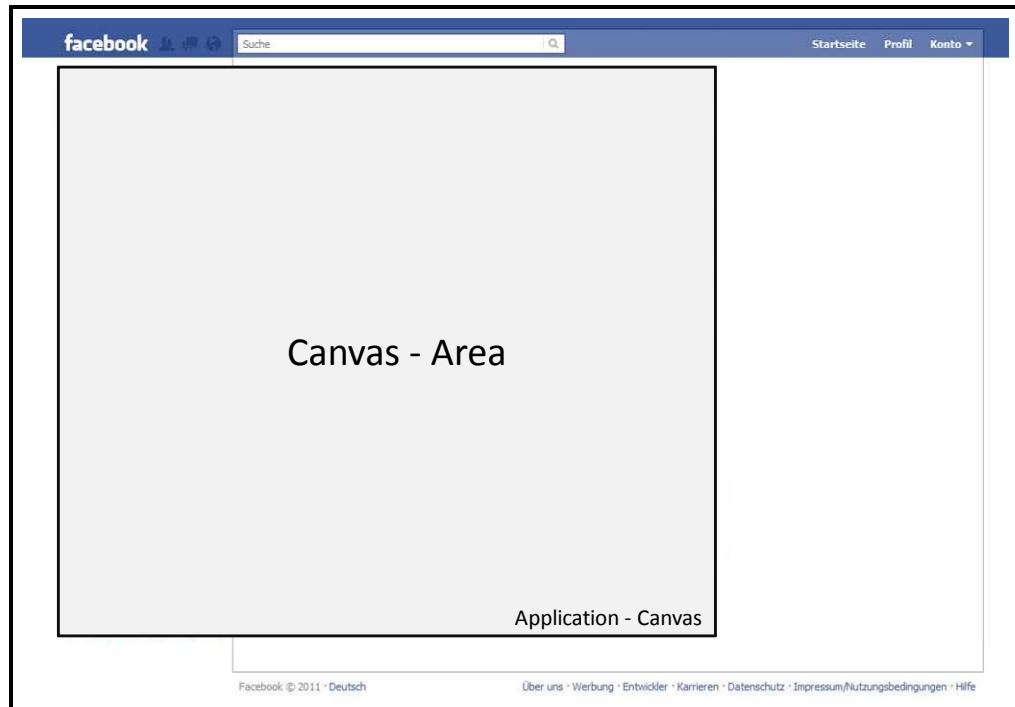 facebook Suche Startseite Profil Konto
Canvas - Area
Application - Canvas
Facebook © 2011 · Deutsch Über uns · Werbung · Entwickler · Karrieren · Datenschutz · Impressum/Nutzungsbedingungen · Hilfe